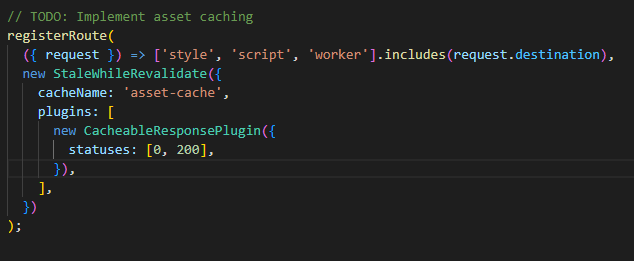 // TODO: Implement asset caching
registerRoute(
  ({ request }) => ['style', 'script', 'worker'].includes(request.destination),
  new StaleWhileRevalidate({
    cacheName: 'asset-cache',
    plugins: [
      new CacheableResponsePlugin({
        statuses: [0, 200],
      }),
    ],
  })
);